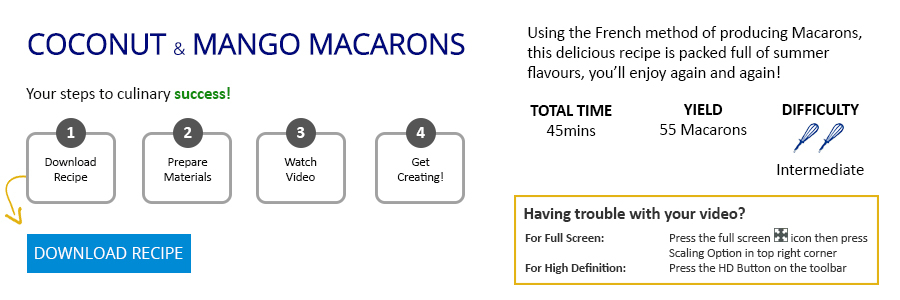 COCONUT & MANGO MACARONS
Your steps to culinary success!
1
Download
Recipe
2
Prepare
Materials
3
Watch
Video
4
Get
Creating!
DOWNLOAD RECIPE
Using the French method of producing Macarons,
this delicious recipe is packed full of summer
flavours, you'll enjoy again and again!
TOTAL TIME
45mins
YIELD
55 Macarons
DIFFICULTY
Intermediate
Having trouble with your video?
For Full Screen: Press the full screen icon then press
Scaling Option in top right corner
For High Definition: Press the HD Button on the toolbar